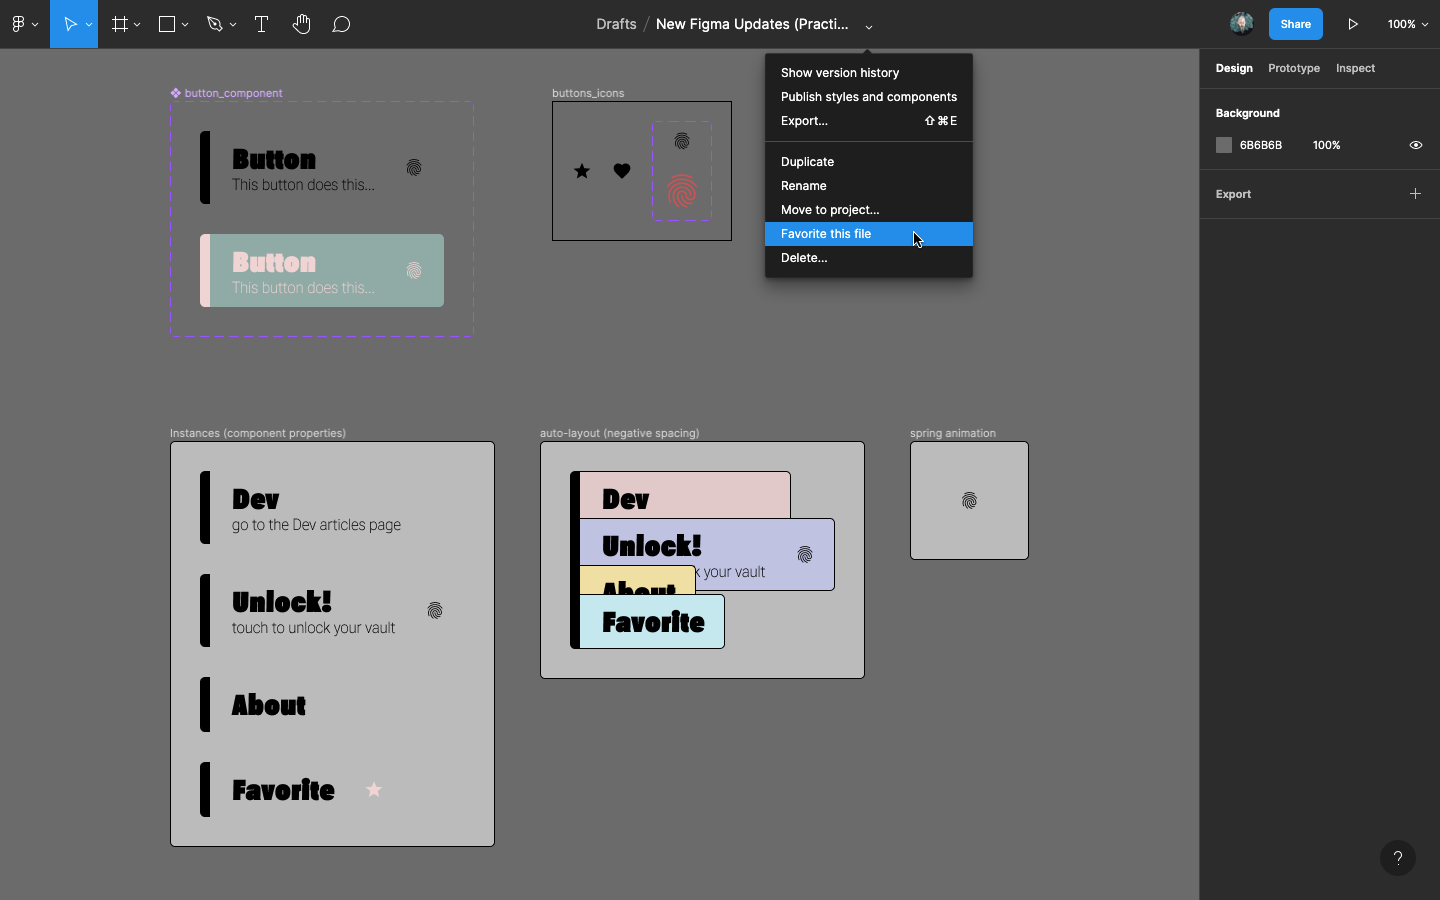 Drafts / New Figma Updates (Practi...
Share
100%
Show version history
Publish styles and components
Export... ⇧⌘E
Duplicate
Rename
Move to project...
Favorite this file
Delete...
Design Prototype Inspect
Background
6B6B6B 100%
Export
button_component
Button
This button does this...
Button
This button does this...
buttons_icons
Instances (component properties)
Dev
go to the Dev articles page
Unlock!
touch to unlock your vault
About
Favorite
auto-layout (negative spacing)
Dev
Unlock!
k your vault
About
Favorite
spring animation
?